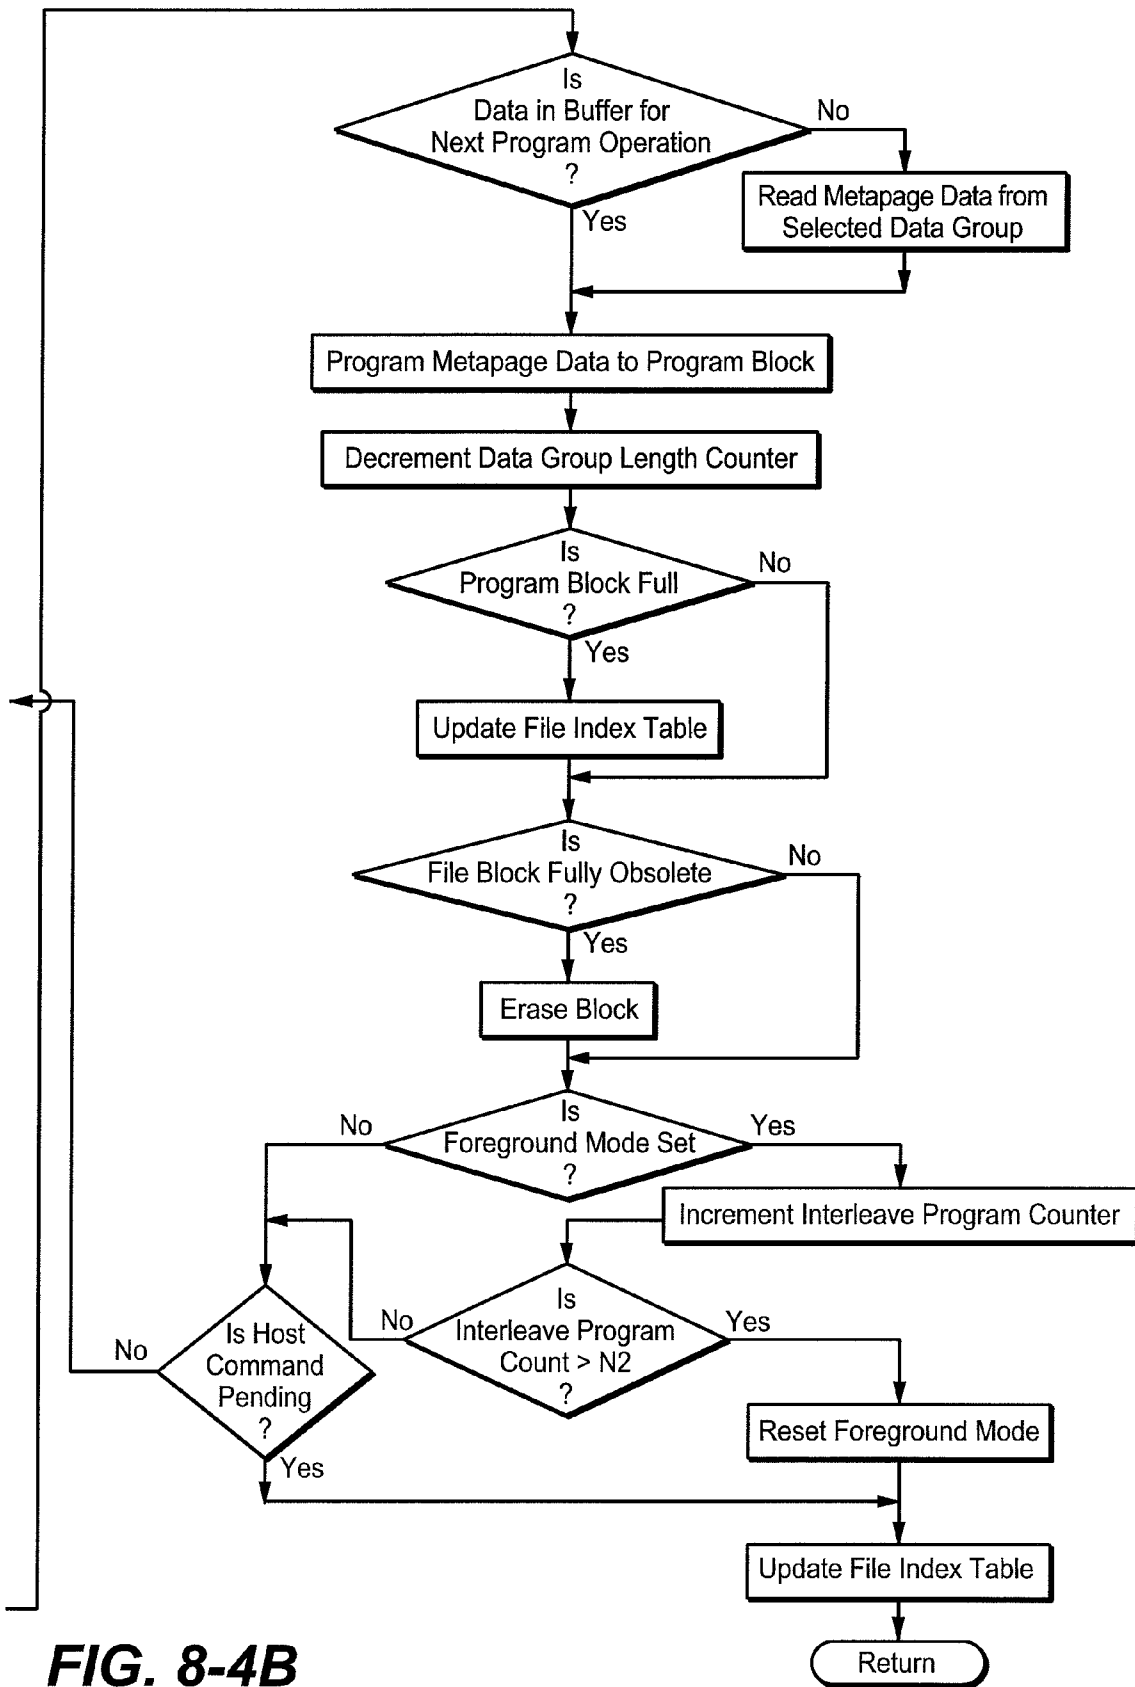 Is
Data in Buffer for
Next Program Operation
?
No
Yes
Read Metapage Data from
Selected Data Group
Program Metapage Data to Program Block
Decrement Data Group Length Counter
Is
Program Block Full
?
No
Yes
Update File Index Table
Is
File Block Fully Obsolete
?
No
Yes
Erase Block
Is
Foreground Mode Set
?
No
Yes
Increment Interleave Program Counter
Is
Interleave Program
Count > N2
?
No
Yes
Is Host
Command
Pending
?
No
Yes
Reset Foreground Mode
Update File Index Table
Return
FIG. 8-4B